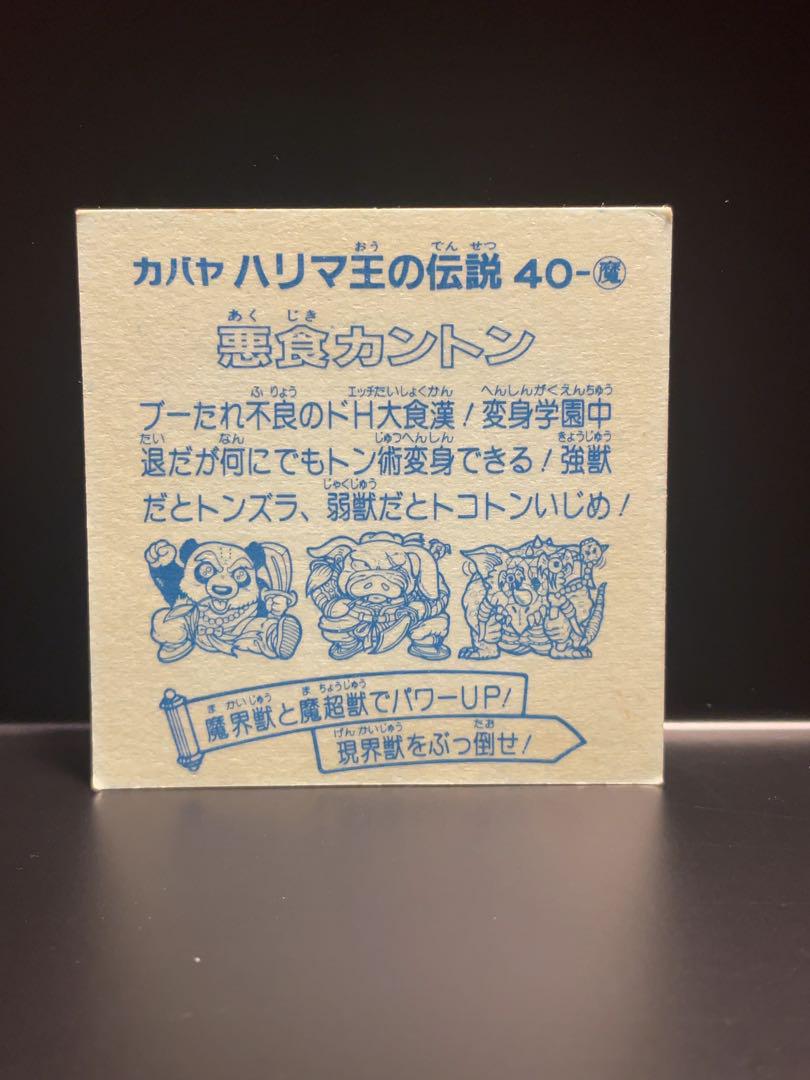 カバヤ ハリマ王の伝説 40-魔
悪食カントン
ブーたれ不良のドH大食漢！変身学園中
退だが何にでもトン術変身できる！強獣
だとトンズラ、弱獣だとトコトンいじめ！
魔界獣と魔超獣でパワーUP！
現界獣をぶっ倒せ！